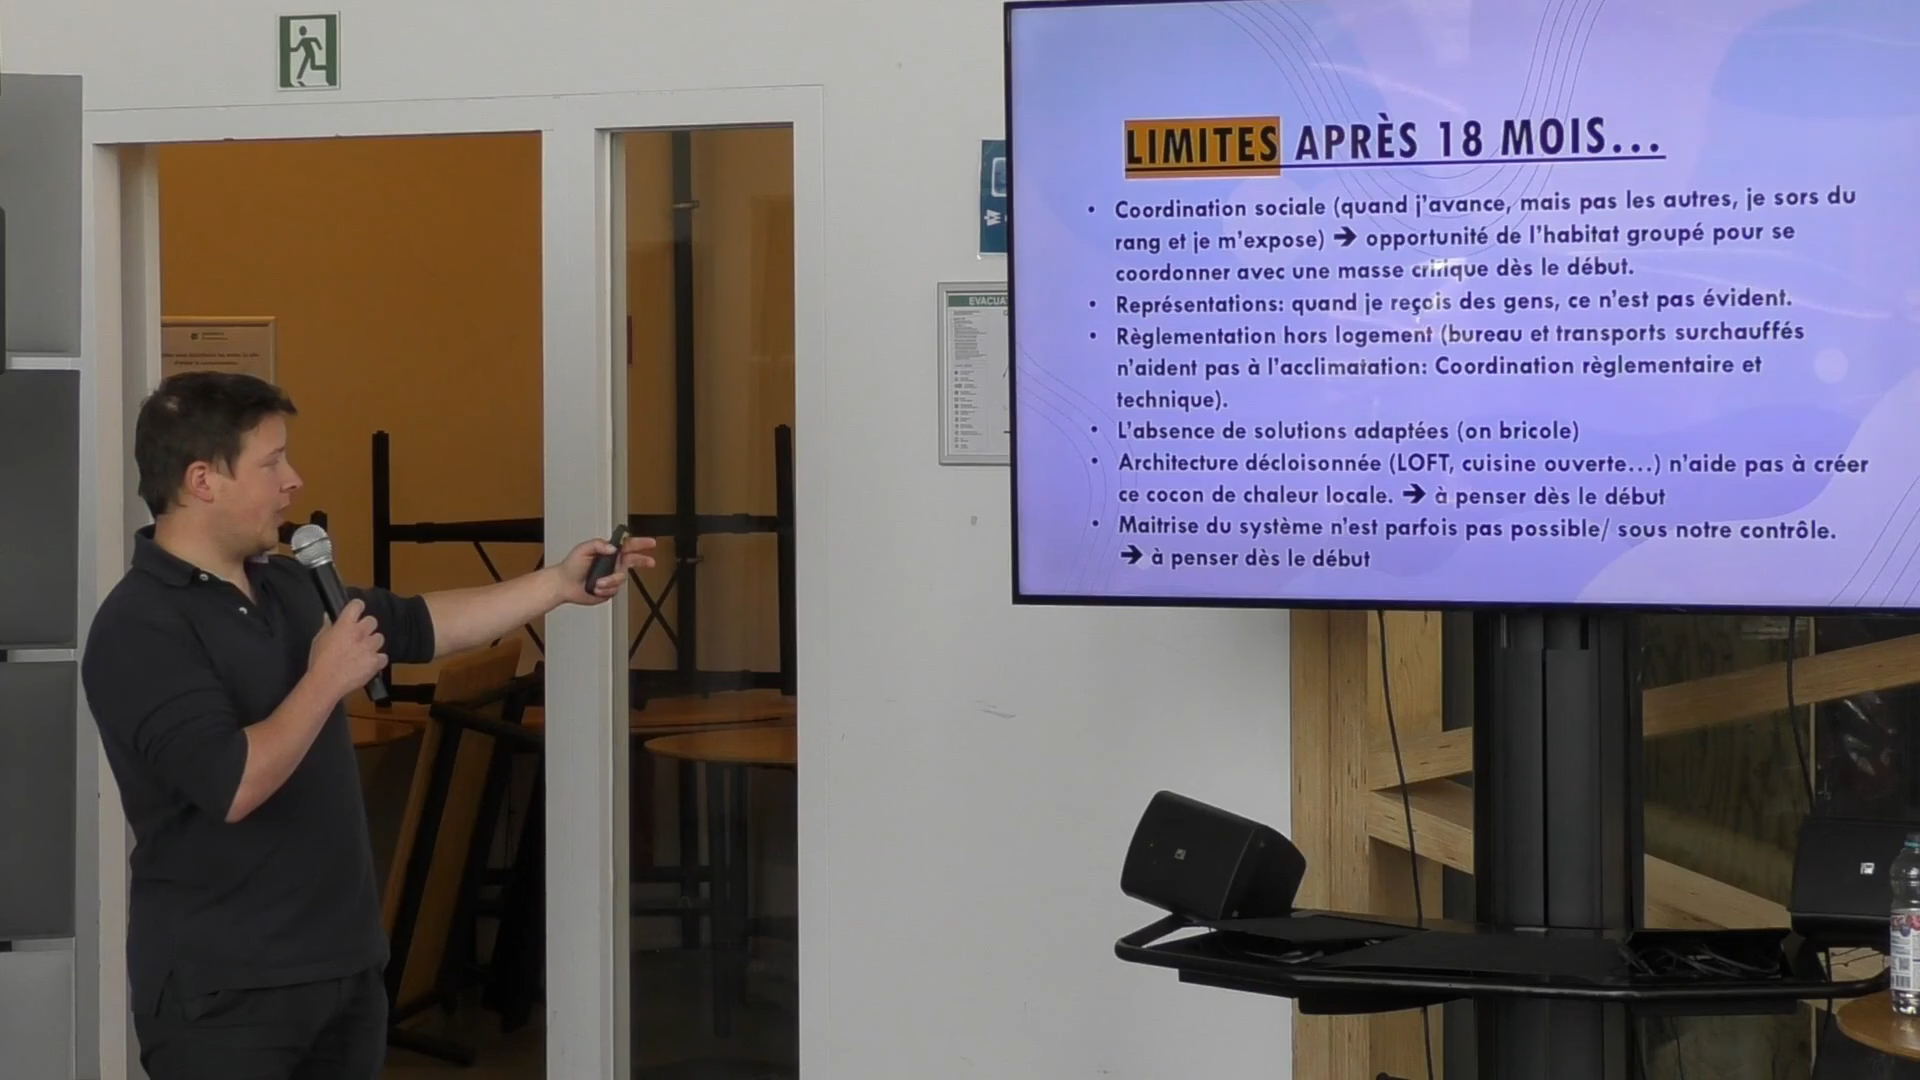 LIMITES APRÈS 18 MOIS...
• Coordination sociale (quand j'avance, mais pas les autres, je sors du
rang et je m'expose) → opportunité de l'habitat groupé pour se
coordonner avec une masse critique dès le début.
• Représentations: quand je reçois des gens, ce n'est pas évident.
• Règlementation hors logement (bureau et transports surchauffés
n'aident pas à l'acclimatation: Coordination règlementaire et
technique).
• L'absence de solutions adaptées (on bricole)
• Architecture décloisonnée (LOFT, cuisine ouverte...) n'aide pas à créer
ce cocon de chaleur locale. → à penser dès le début
• Maitrise du système n'est parfois pas possible/ sous notre contrôle.
→ à penser dès le début